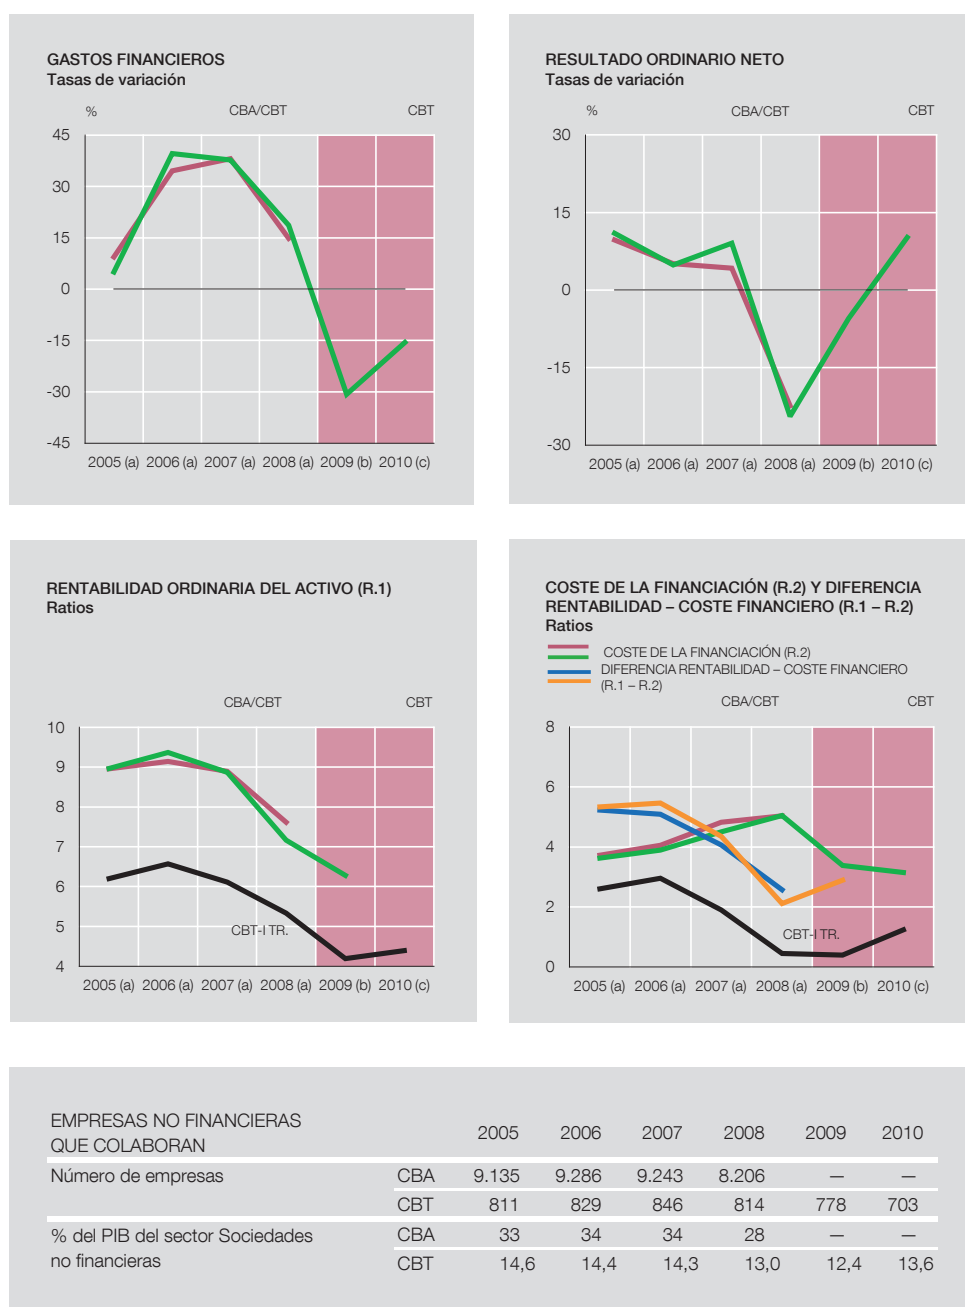 GASTOS FINANCIEROS
Tasas de variación
% CBA/CBT CBT
45
30
15
0
-15
-30
-45
2005 (a) 2006 (a) 2007 (a) 2008 (a) 2009 (b) 2010 (c)
RESULTADO ORDINARIO NETO
Tasas de variación
% CBA/CBT CBT
30
15
0
-15
-30
2005 (a) 2006 (a) 2007 (a) 2008 (a) 2009 (b) 2010 (c)
RENTABILIDAD ORDINARIA DEL ACTIVO (R.1)
Ratios
CBA/CBT CBT
10
9
8
7
6
5
4
CBT-I TR.
2005 (a) 2006 (a) 2007 (a) 2008 (a) 2009 (b) 2010 (c)
COSTE DE LA FINANCIACIÓN (R.2) Y DIFERENCIA
RENTABILIDAD – COSTE FINANCIERO (R.1 – R.2)
Ratios
COSTE DE LA FINANCIACIÓN (R.2)
DIFERENCIA RENTABILIDAD – COSTE FINANCIERO
(R.1 – R.2)
CBA/CBT CBT
8
6
4
2
0
CBT-I TR.
2005 (a) 2006 (a) 2007 (a) 2008 (a) 2009 (b) 2010 (c)
EMPRESAS NO FINANCIERAS
QUE COLABORAN 2005 2006 2007 2008 2009 2010
Número de empresas CBA 9.135 9.286 9.243 8.206 — —
CBT 811 829 846 814 778 703
% del PIB del sector Sociedades CBA 33 34 34 28 — —
no financieras CBT 14,6 14,4 14,3 13,0 12,4 13,6